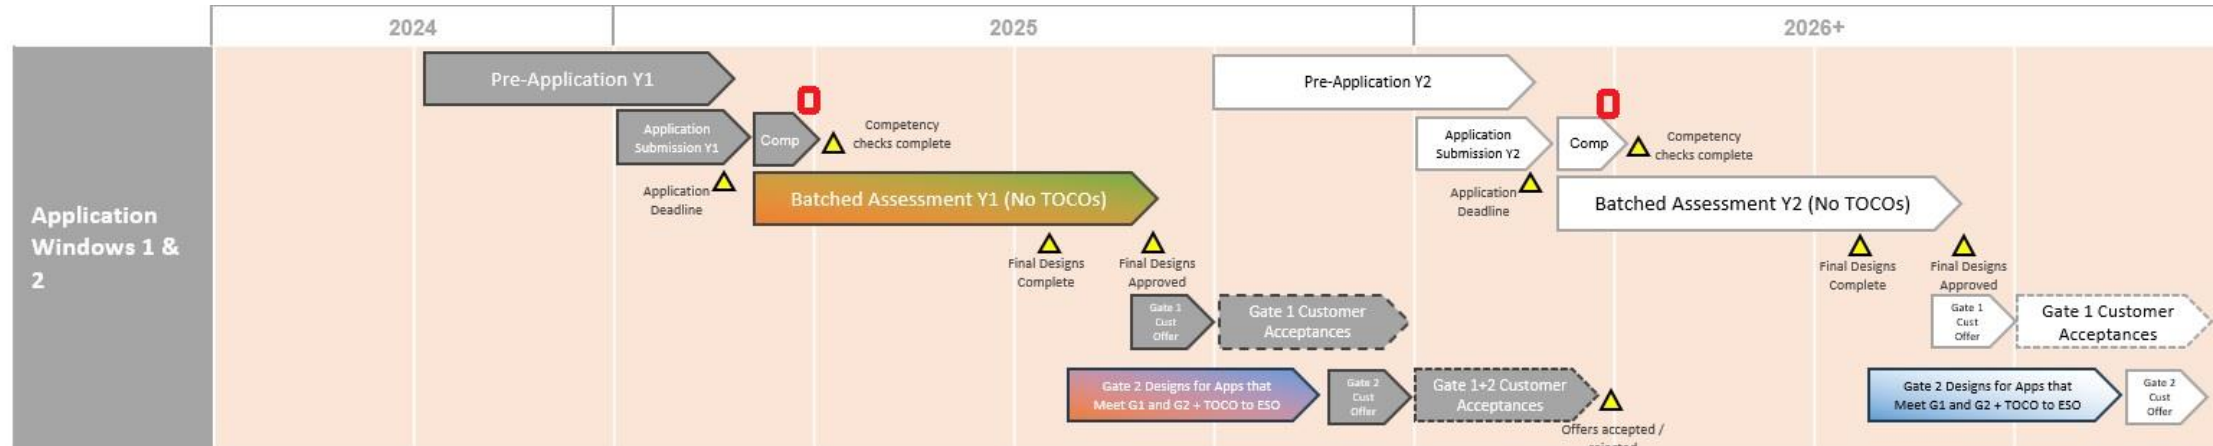 2024
2025
2026+
Application
Windows 1 &
2
Pre-Application Y1
Pre-Application Y2
Application
Submission Y1
Comp
Competency
checks complete
Application
Submission Y2
Comp
Competency
checks complete
Application
Deadline
Batched Assessment Y1 (No TOCOs)
Application
Deadline
Batched Assessment Y2 (No TOCOs)
Final Designs
Complete
Final Designs
Approved
Final Designs
Complete
Final Designs
Approved
Gate 1
Cust
Offer
Gate 1 Customer
Acceptances
Gate 1
Cust
Offer
Gate 1 Customer
Acceptances
Gate 2 Designs for Apps that
Meet G1 and G2 + TOCO to ESO
Gate 2
Cust
Offer
Gate 1+2 Customer
Acceptances
Offers accepted /
Gate 2 Designs for Apps that
Meet G1 and G2 + TOCO to ESO
Gate 2
Cust
Offer